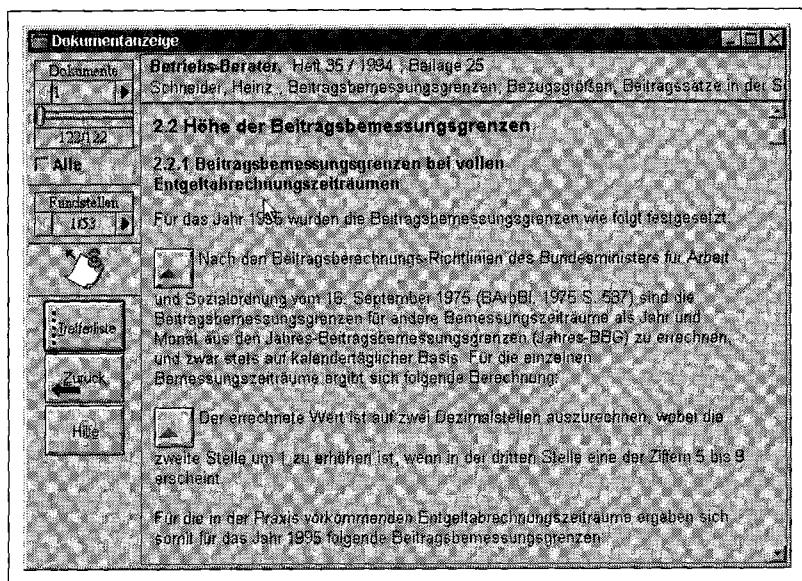 Dokumentanzeige
Dokumente
1
122/122
Alle
Fundstellen
1/53
Trefferliste
Zurück
Hilfe
Betriebs-Berater, Heft 35 / 1994 , Beilage 25
Schneider, Heinz , Beitragsbemessungsgrenzen, Bezugsgrößen, Beitragssätze in der S
2.2 Höhe der Beitragsbemessungsgrenzen
2.2.1 Beitragsbemessungsgrenzen bei vollen
Entgeltabrechnungszeiträumen
Für das Jahr 1995 wurden die Beitragsbemessungsgrenzen wie folgt festgesetzt:
Nach den Beitragsberechnungs-Richtlinien des Bundesministers für Arbeit
und Sozialordnung vom 18. September 1975 (BArbBl. 1975 S. 537) sind die
Beitragsbemessungsgrenzen für andere Bemessungszeiträume als Jahr und
Monat aus den Jahres-Beitragsbemessungsgrenzen (Jahres-BBG) zu errechnen,
und zwar stets auf kalendertäglicher Basis. Für die einzelnen
Bemessungszeiträume ergibt sich folgende Berechnung:
Der errechnete Wert ist auf zwei Dezimalstellen auszurechnen, wobei die
zweite Stelle um 1 zu erhöhen ist, wenn in der dritten Stelle eine der Ziffern 5 bis 9
erscheint.
Für die in der Praxis vorkommenden Entgeltabrechnungszeiträume ergeben sich
somit für das Jahr 1995 folgende Beitragsbemessungsgrenzen: